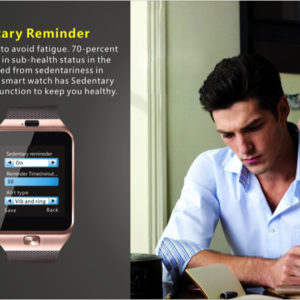 tary Reminder
to avoid fatigue. 70-percent
in sub-health status in the
ed from sedentariness in
smart watch has Sedentary
unction to keep you healthy.
Sedentary remineder
On
Reminder Time(minut...
30
Alrt type
Vib and ring
Save Back